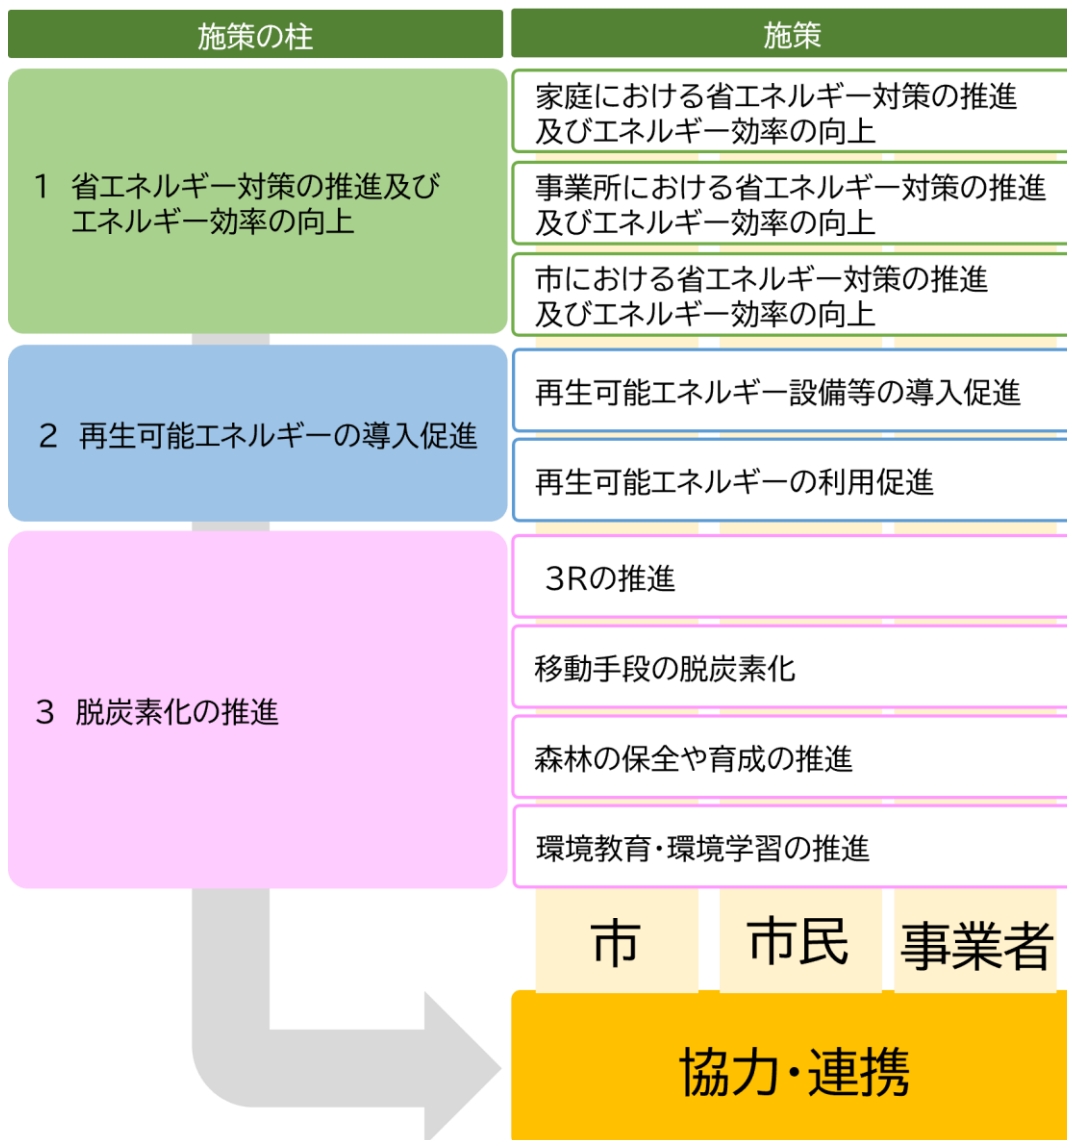 施策の柱
施策
1 省エネルギー対策の推進及び
エネルギー効率の向上
家庭における省エネルギー対策の推進
及びエネルギー効率の向上
事業所における省エネルギー対策の推進
及びエネルギー効率の向上
市における省エネルギー対策の推進
及びエネルギー効率の向上
2 再生可能エネルギーの導入促進
再生可能エネルギー設備等の導入促進
再生可能エネルギーの利用促進
3 脱炭素化の推進
3Rの推進
移動手段の脱炭素化
森林の保全や育成の推進
環境教育・環境学習の推進
市
市民
事業者
協力・連携